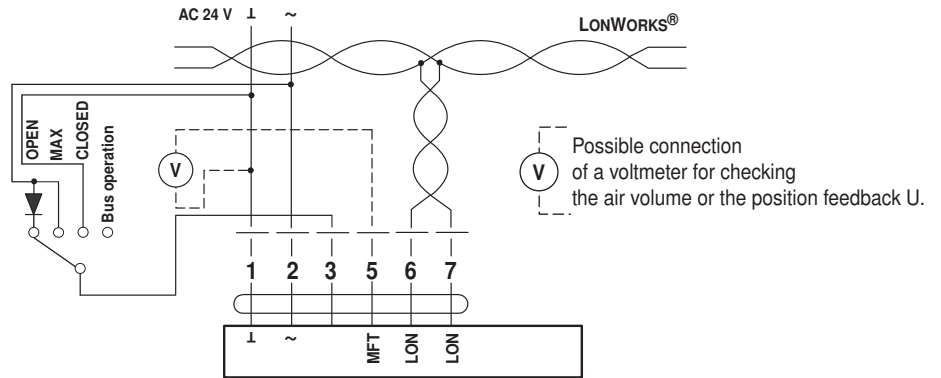 AC 24 V ⊥ ~
LONWORKS®
OPEN
MAX
CLOSED
Bus operation
V
V
Possible connection
of a voltmeter for checking
the air volume or the position feedback U.
1 2 3 5 6 7
⊥ ~ MFT LON LON